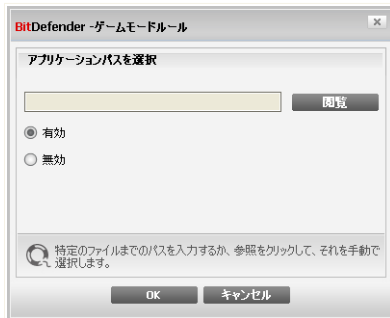 BitDefender -ゲームモードルール
アプリケーションパスを選択
閲覧
有効
無効
特定のファイルまでのパスを入力するか、参照をクリックして、それを手動で
選択します。
OK キャンセル